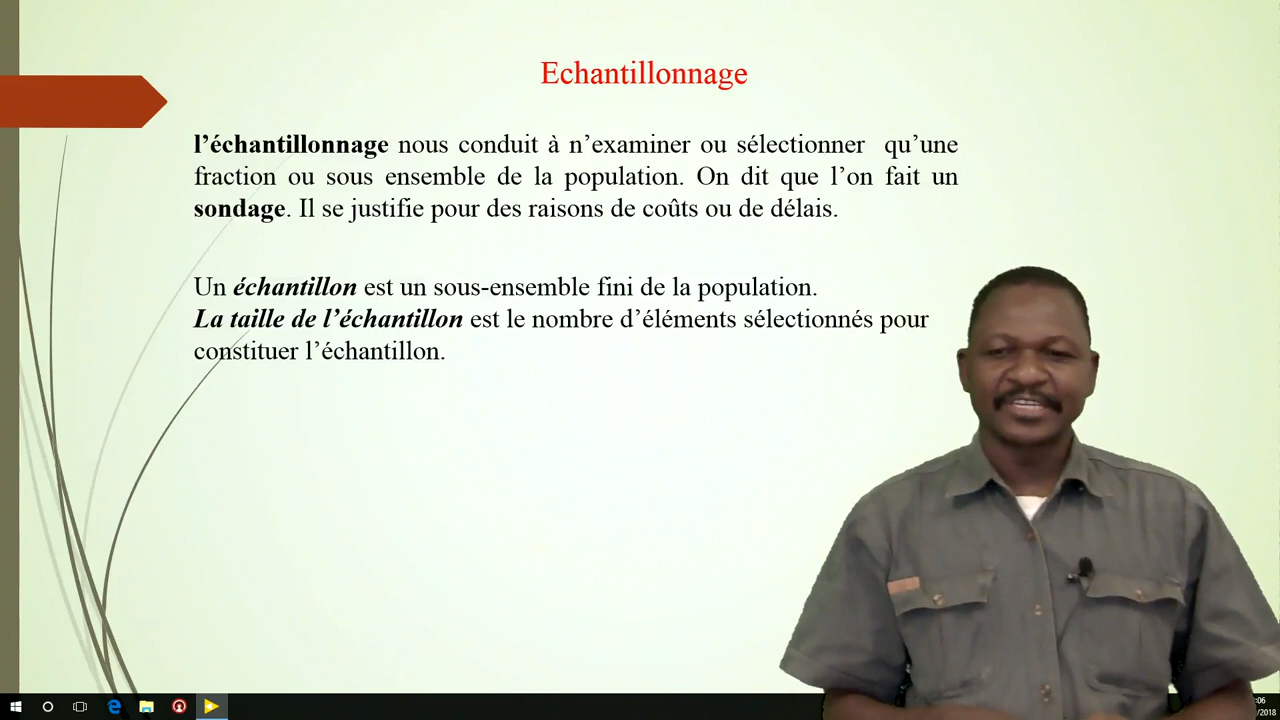 Echantillonnage
l’échantillonnage nous conduit à n’examiner ou sélectionner qu’une
fraction ou sous ensemble de la population. On dit que l’on fait un
sondage. Il se justifie pour des raisons de coûts ou de délais.
Un échantillon est un sous-ensemble fini de la population.
La taille de l’échantillon est le nombre d’éléments sélectionnés pour
constituer l’échantillon.
:06
/2018